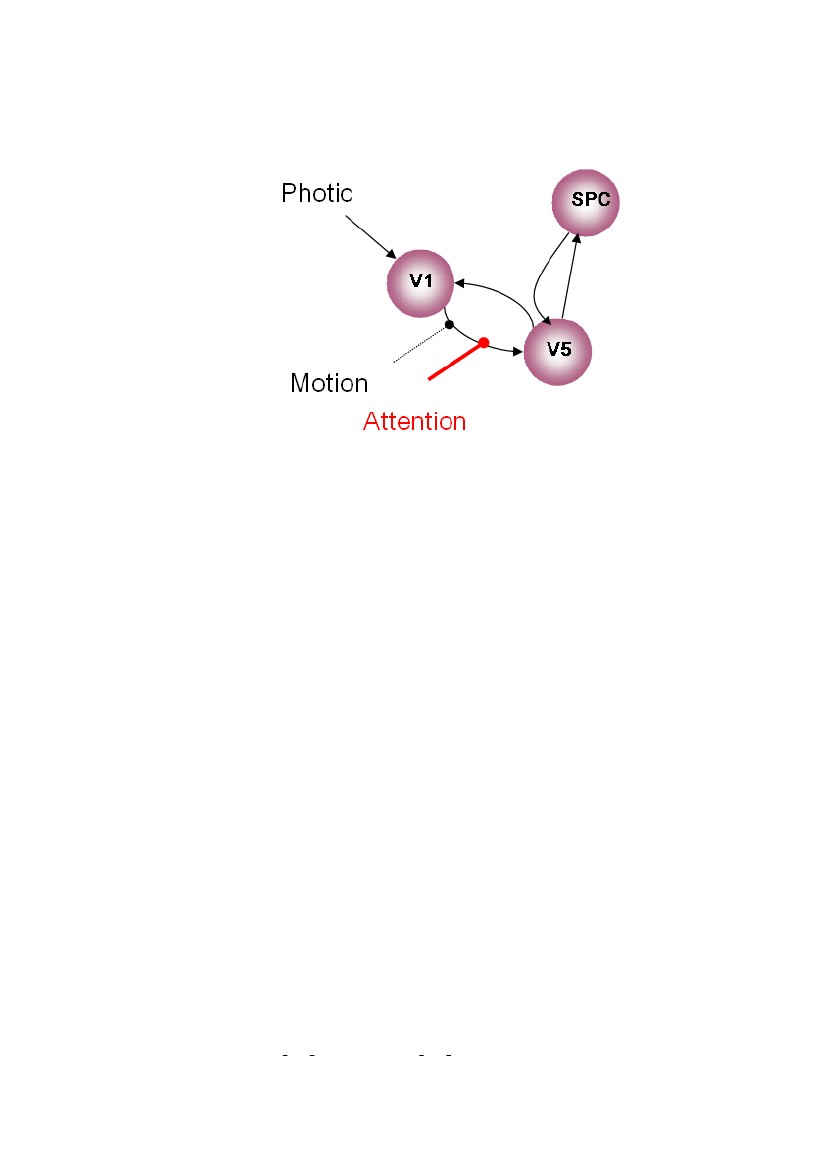 Photic
SPC
V1
V5
Motion
Attention
- - - -